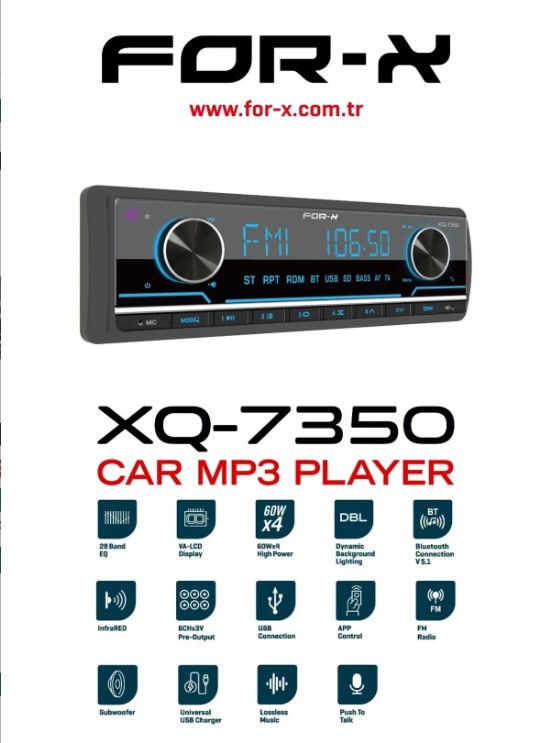 FOR-X
www.for-x.com.tr
FOR-X
XQ-7350
FM1 106.50
ST RPT RDM BT USB SD BASS AF TA
Menu
MIC
XQ-7350
CAR MP3 PLAYER
60W
x4
DBL
BT
29 Band
EQ
VA-LCD
Display
60Wx4
High Power
Dynamic
Background
Lighting
Bluetooth
Connection
V 5.1
FM
InfraRED
6CHx3V
Pre-Output
USB
Connection
APP
Control
FM
Radio
Subwoofer
Universal
USB Charger
Lossless
Music
Push To
Talk